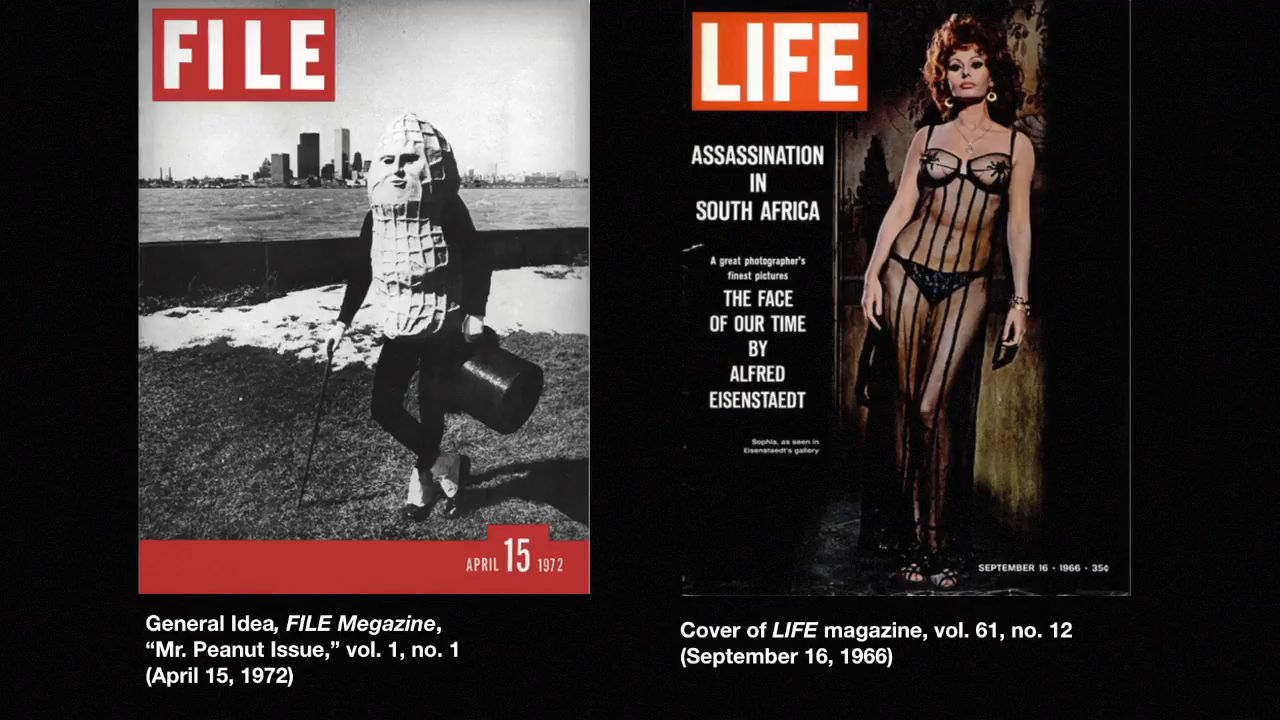 FILE
APRIL 15 1972
General Idea, FILE Megazine,
“Mr. Peanut Issue,” vol. 1, no. 1
(April 15, 1972)
LIFE
ASSASSINATION
IN
SOUTH AFRICA
A great photographer's
finest pictures
THE FACE
OF OUR TIME
BY
ALFRED
EISENSTAEDT
Sophia, as seen in
Eisenstaedt's gallery
SEPTEMBER 16 • 1966 • 35¢
Cover of LIFE magazine, vol. 61, no. 12
(September 16, 1966)